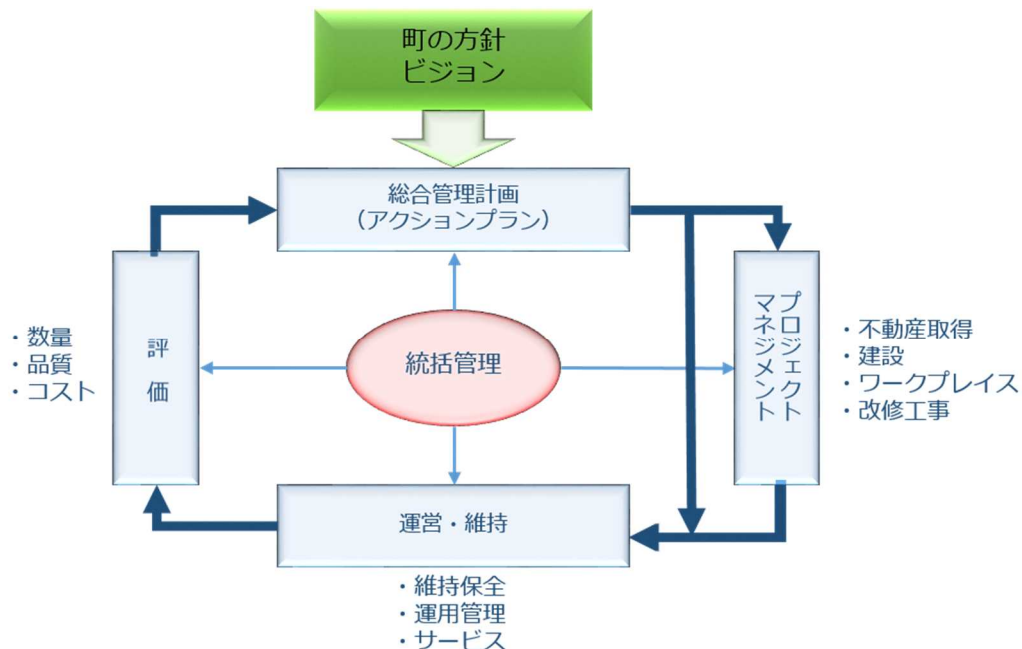 町の方針
ビジョン
総合管理計画
（アクションプラン）
プロジェクト
マネジメント
・不動産取得
・建設
・ワークプレイス
・改修工事
統括管理
評価
・数量
・品質
・コスト
運営・維持
・維持保全
・運用管理
・サービス